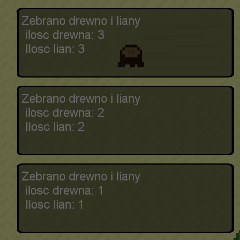 Zebrano drewno i liany
ilosc drewna: 3
Ilosc lian: 3
Zebrano drewno i liany
ilosc drewna: 2
Ilosc lian: 2
Zebrano drewno i liany
ilosc drewna: 1
Ilosc lian: 1